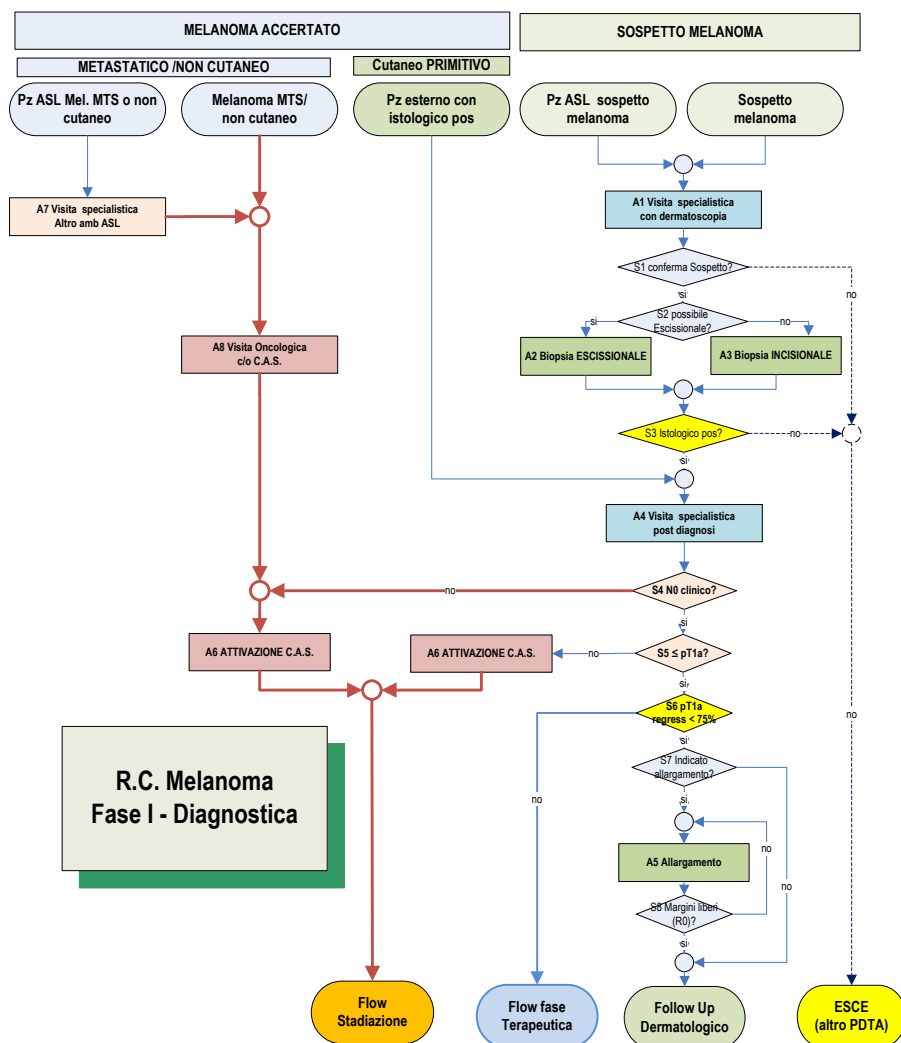 MELANOMA ACCERTATO
SOSPETTO MELANOMA
METASTATICO /NON CUTANEO
Cutaneo PRIMITIVO
Pz ASL Mel. MTS o non
cutaneo
Melanoma MTS/
non cutaneo
Pz esterno con
istologico pos
Pz ASL sospetto
melanoma
Sospetto
melanoma
A7 Visita specialistica
Altro amb ASL
A1 Visita specialistica
con dermatoscopia
S1 conferma Sospetto?
no
si
S2 possibile
Escissionale?
si
no
A8 Visita Oncologica
c/o C.A.S.
A2 Biopsia ESCISSIONALE
A3 Biopsia INCISIONALE
S3 Istologico pos?
no
si
A4 Visita specialistica
post diagnosi
S4 N0 clinico?
no
si
A6 ATTIVAZIONE C.A.S.
A6 ATTIVAZIONE C.A.S.
no
S5 ≤ pT1a?
si
S6 pT1a
regress < 75%
no
si
R.C. Melanoma
Fase I - Diagnostica
S7 Indicato
allargamento?
no
si
A5 Allargamento
no
no
S8 Margini liberi
(R0)?
si
Flow
Stadiazione
Flow fase
Terapeutica
Follow Up
Dermatologico
ESCE
(altro PDTA)